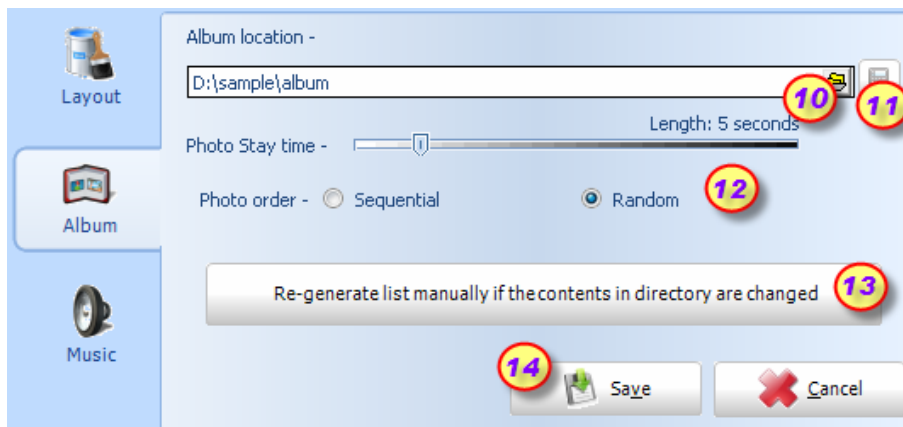 Album location -
Layout
D:\sample\album
10
11
Length: 5 seconds
Photo Stay time -
Photo order - Sequential Random 12
Album
Re-generate list manually if the contents in directory are changed 13
Music
14
Save Cancel